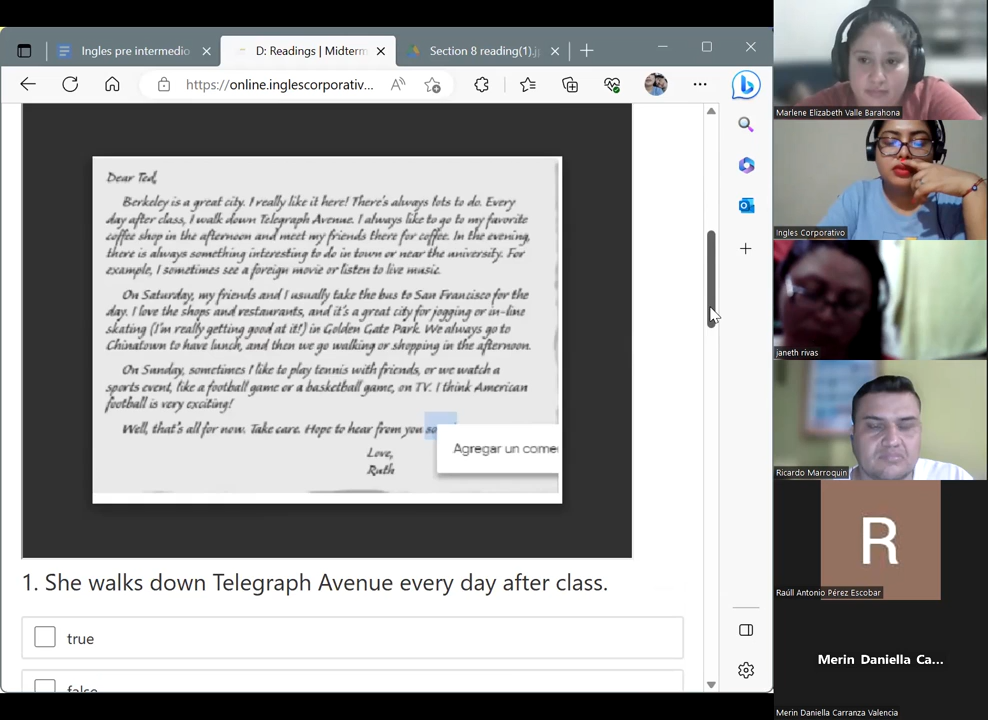 Ingles pre intermedio
D: Readings | Midterm
Section 8 reading(1).j
https://online.inglescorporativ...
Dear Ted,
Berkeley is a great city. I really like it here! There's always lots to do. Every
day after class, I walk down Telegraph Avenue. I always like to go to my favorite
coffee shop in the afternoon and meet my friends there for coffee. In the evening,
there is always something interesting to do in town or near the university. For
example, I sometimes see a foreign movie or listen to live music.
On Saturday, my friends and I usually take the bus to San Francisco for the
day. I love the shops and restaurants, and it's a great city for jogging or in-line
skating (I'm really getting good at it!) in Golden Gate Park. We always go to
Chinatown to have lunch, and then we go walking or shopping in the afternoon.
On Sunday, sometimes I like to play tennis with friends, or we watch a
sports event, like a football game or a basketball game, on TV. I think American
football is very exciting!
Well, that's all for now. Take care. Hope to hear from you so
Agregar un come
Love,
Ruth
1. She walks down Telegraph Avenue every day after class.
true
false
Marlene Elizabeth Valle Barahona
Ingles Corporativo
janeth rivas
Ricardo Marroquin
R
Raúll Antonio Pérez Escobar
Merin Daniella Ca...
Merin Daniella Carranza Valencia